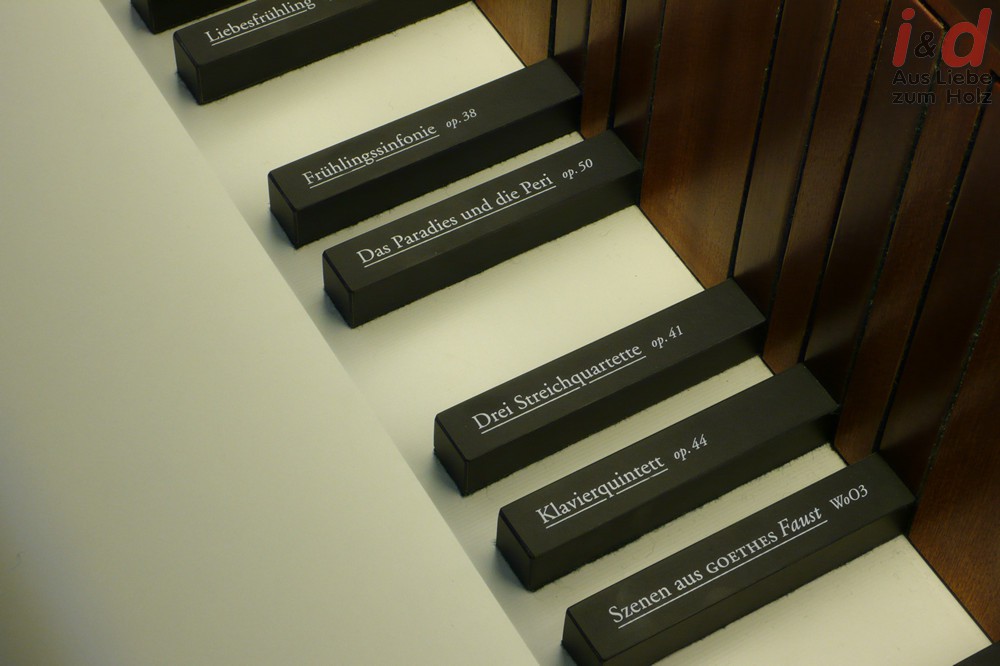 Liebesfrühling
Frühlingssinfonie op. 38
Das Paradies und die Peri op. 50
Drei Streichquartette op. 41
Klavierquintett op. 44
Szenen aus GOETHES Faust WoO3
i&d
Aus Liebe
zum Holz